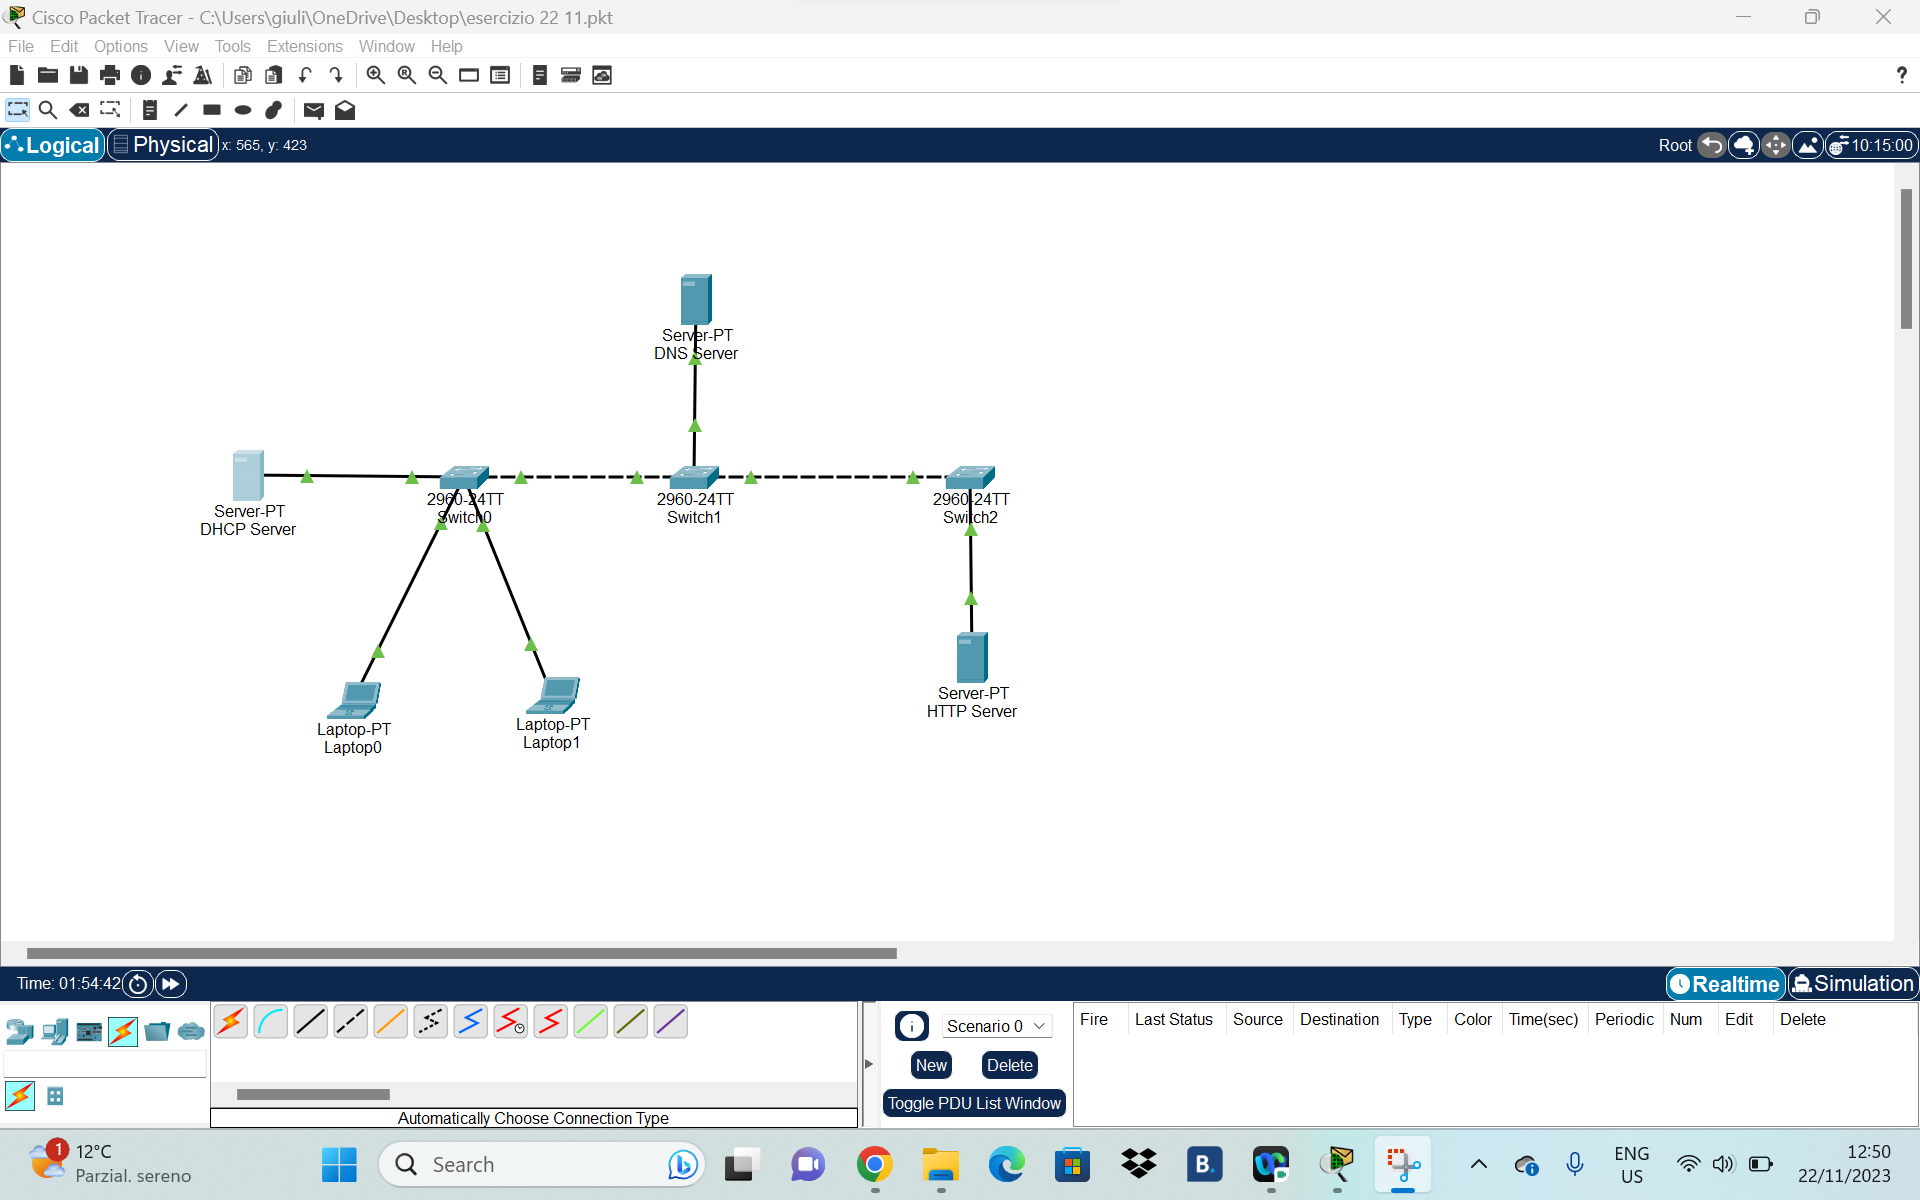 Cisco Packet Tracer - C:\Users\giuli\OneDrive\Desktop\esercizio 22 11.pkt
File Edit Options View Tools Extensions Window Help
?
Logical Physical x: 565, y: 423 Root 10:15:00
Server-PT
DNS Server
Server-PT
DHCP Server
2960-24TT
Switch0
2960-24TT
Switch1
2960-24TT
Switch2
Laptop-PT
Laptop0
Laptop-PT
Laptop1
Server-PT
HTTP Server
Time: 01:54:42 Realtime Simulation
Scenario 0
New Delete
Toggle PDU List Window
Fire Last Status Source Destination Type Color Time(sec) Periodic Num Edit Delete
Automatically Choose Connection Type
1 12°C
Parzial. sereno
Search
B.
ENG
US
12:50
22/11/2023